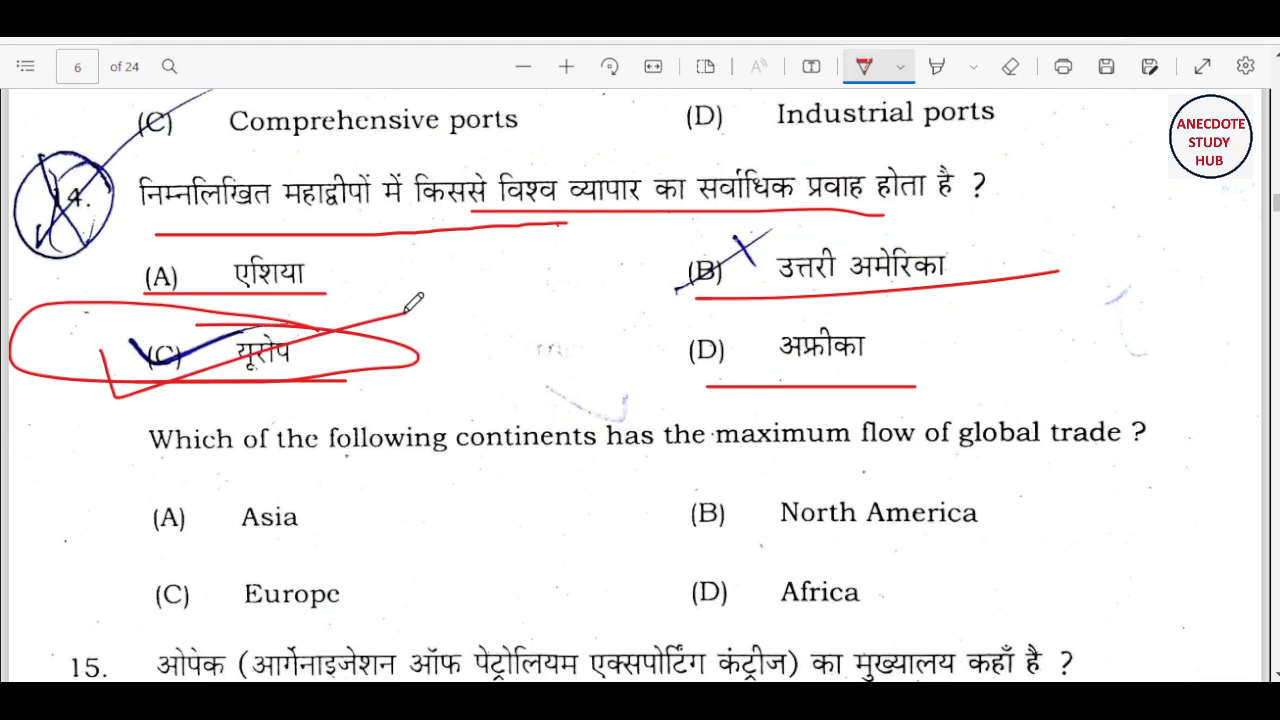 6 of 24
ANECDOTE
STUDY
HUB
(C) Comprehensive ports (D) Industrial ports
14. निम्नलिखित महाद्वीपों में किससे विश्व व्यापार का सर्वाधिक प्रवाह होता है ?
(A) एशिया (B) उत्तरी अमेरिका
(C) यूरोप (D) अफ्रीका
Which of the following continents has the maximum flow of global trade ?
(A) Asia (B) North America
(C) Europe (D) Africa
15. ओपेक (आर्गेनाइजेशन ऑफ पेट्रोलियम एक्सपोर्टिंग कंट्रीज) का मुख्यालय कहाँ है ?